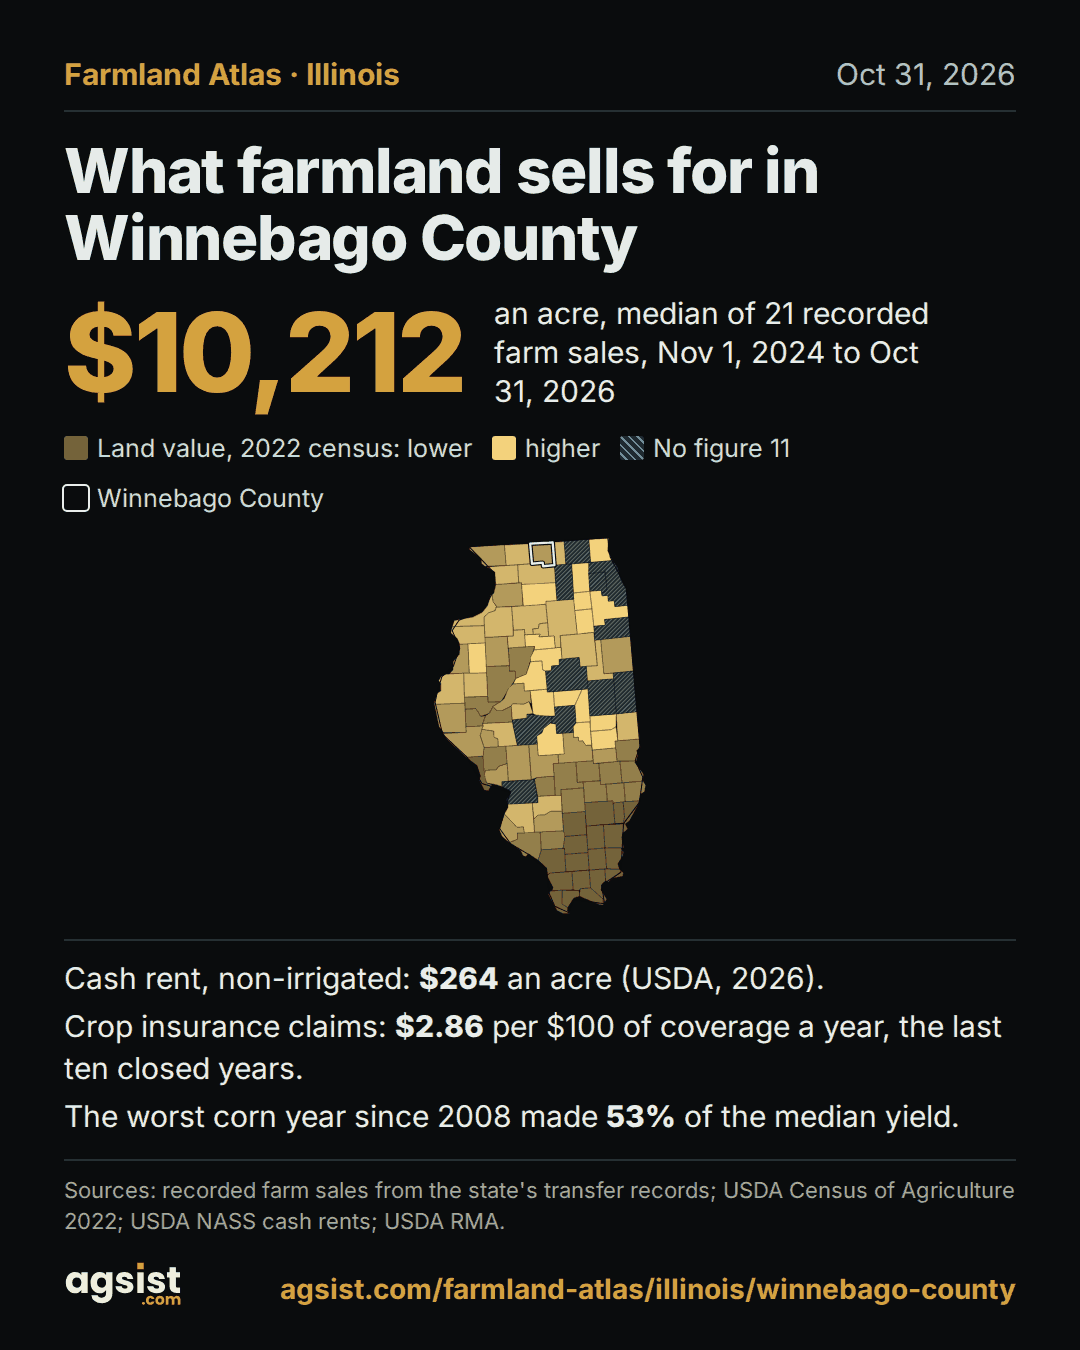 Farmland Atlas · Illinois
Oct 31, 2026
What farmland sells for in
Winnebago County
$10,212
an acre, median of 21 recorded
farm sales, Nov 1, 2024 to Oct
31, 2026
Land value, 2022 census: lower
higher
No figure 11
Winnebago County
Cash rent, non-irrigated: $264 an acre (USDA, 2026).
Crop insurance claims: $2.86 per $100 of coverage a year, the last
ten closed years.
The worst corn year since 2008 made 53% of the median yield.
Sources: recorded farm sales from the state's transfer records; USDA Census of Agriculture
2022; USDA NASS cash rents; USDA RMA.
agsist
.com
agsist.com/farmland-atlas/illinois/winnebago-county